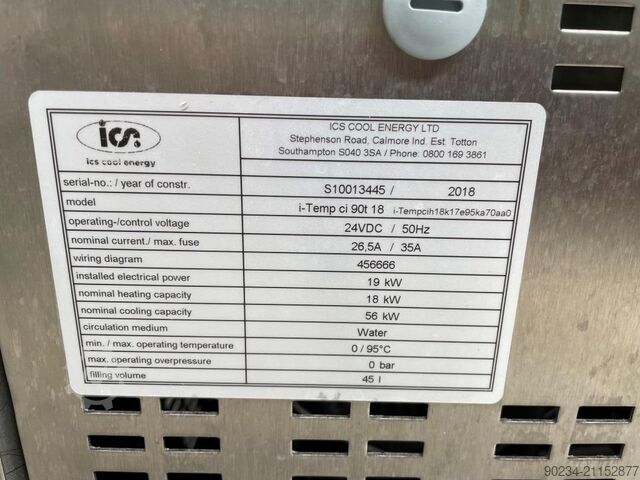 ics
ics cool energy
ICS COOL ENERGY LTD
Stephenson Road, Calmore Ind. Est. Totton
Southampton S040 3SA / Phone: 0800 169 3861
serial-no.: / year of constr. S10013445 / 2018
model i-Temp ci 90t 18 i-Tempcih18k17e95ka70aa0
operating-/control voltage 24VDC / 50Hz
nominal current./ max. fuse 26,5A / 35A
wiring diagram 456666
installed electrical power 19 kW
nominal heating capacity 18 kW
nominal cooling capacity 56 kW
circulation medium Water
min. / max. operating temperature 0 / 95°C
max. operating overpressure 0 bar
filling volume 45 l
90234-21152877